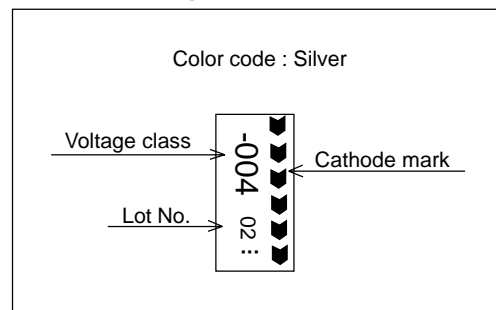 Color code : Silver
Voltage class
-004
Cathode mark
Lot No.
02